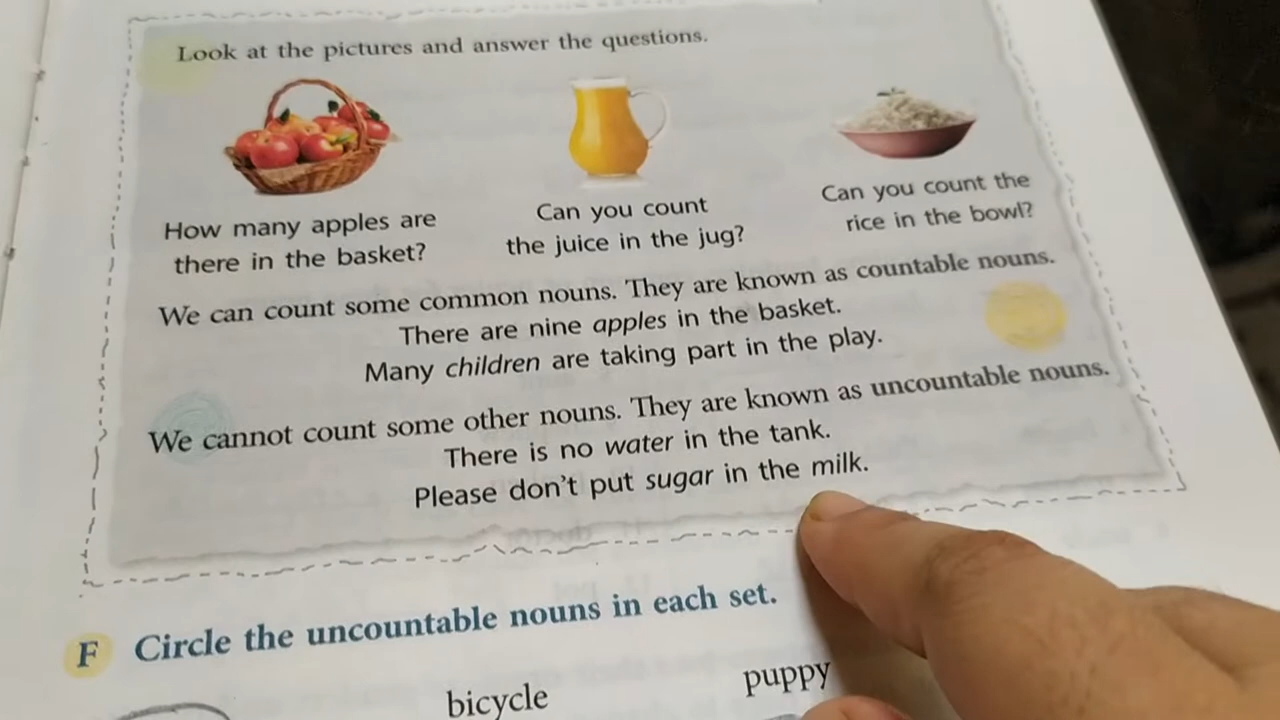 Look at the pictures and answer the questions.
How many apples are
there in the basket?
Can you count
the juice in the jug?
Can you count the
rice in the bowl?
We can count some common nouns. They are known as countable nouns.
There are nine apples in the basket.
Many children are taking part in the play.
We cannot count some other nouns. They are known as uncountable nouns.
There is no water in the tank.
Please don't put sugar in the milk.
F Circle the uncountable nouns in each set.
bicycle puppy